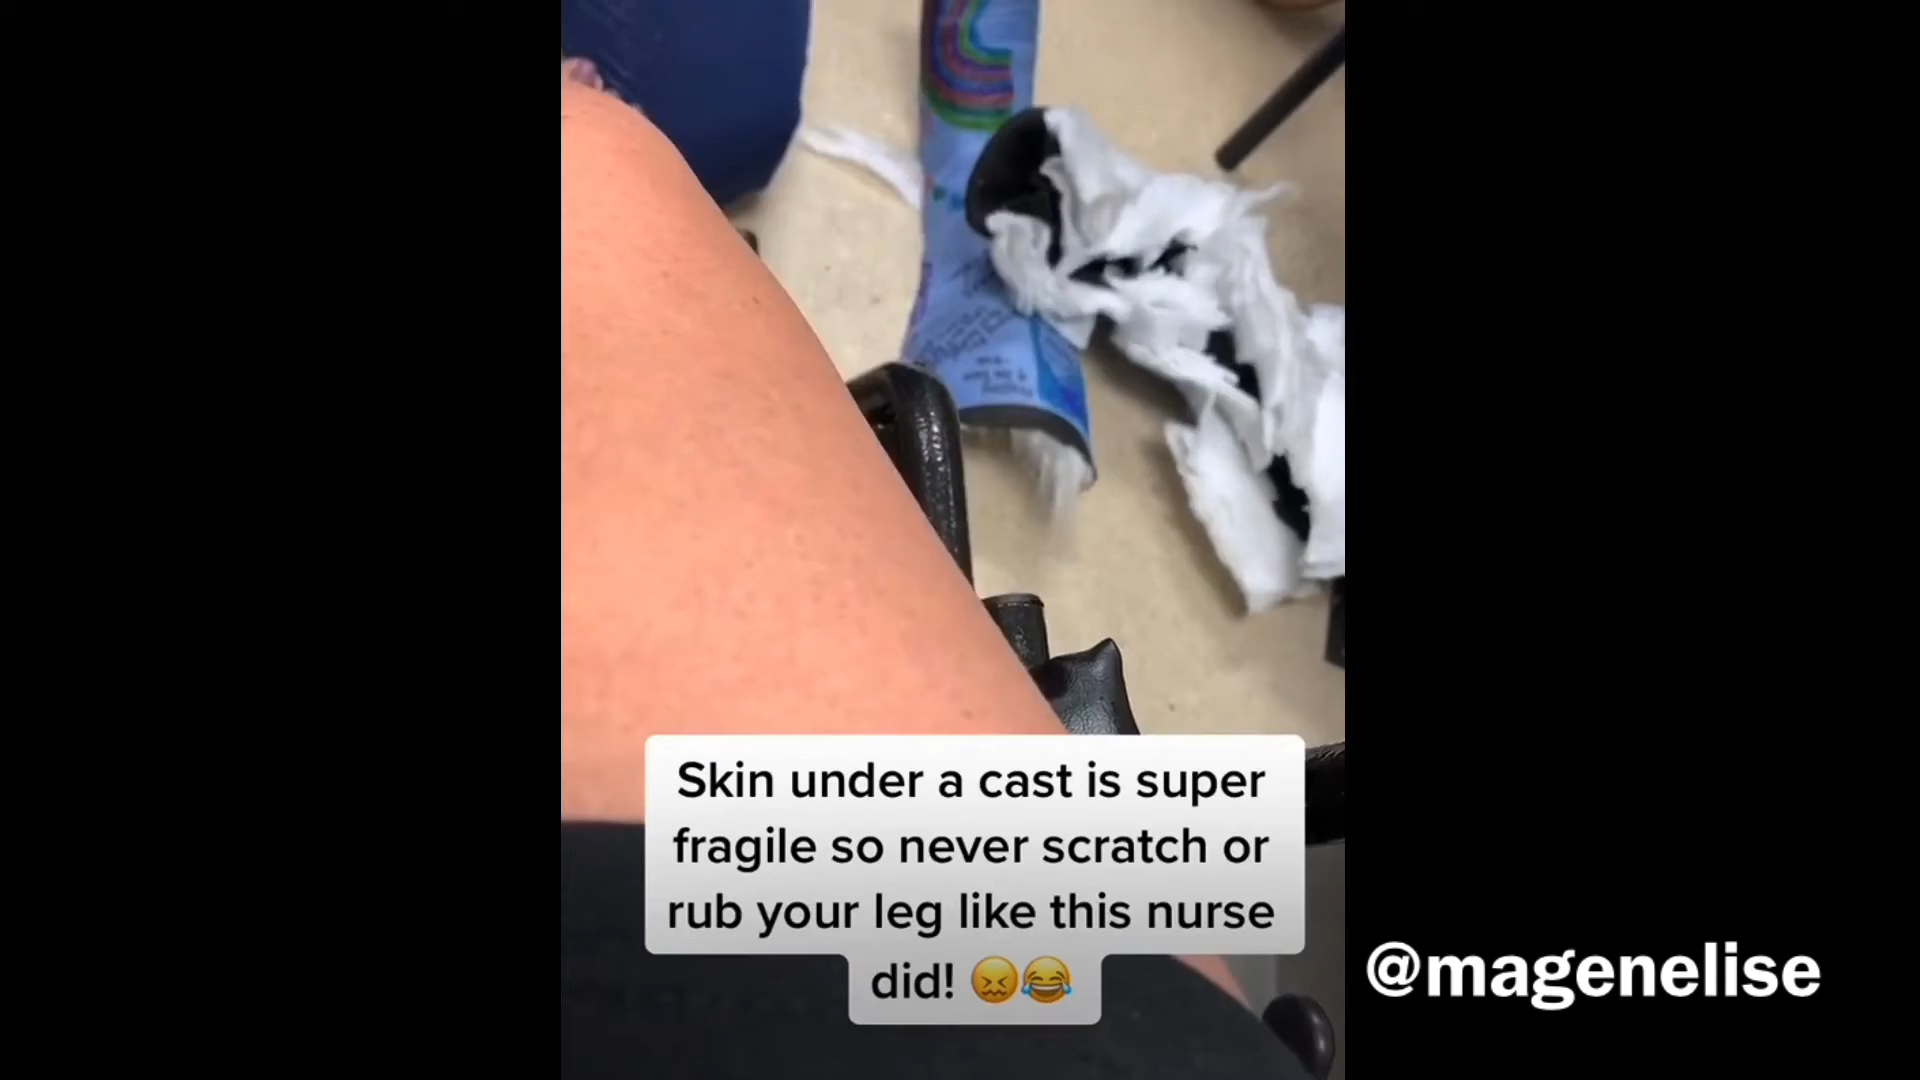 Skin under a cast is super
fragile so never scratch or
rub your leg like this nurse
did! 😖😂
@magenelise